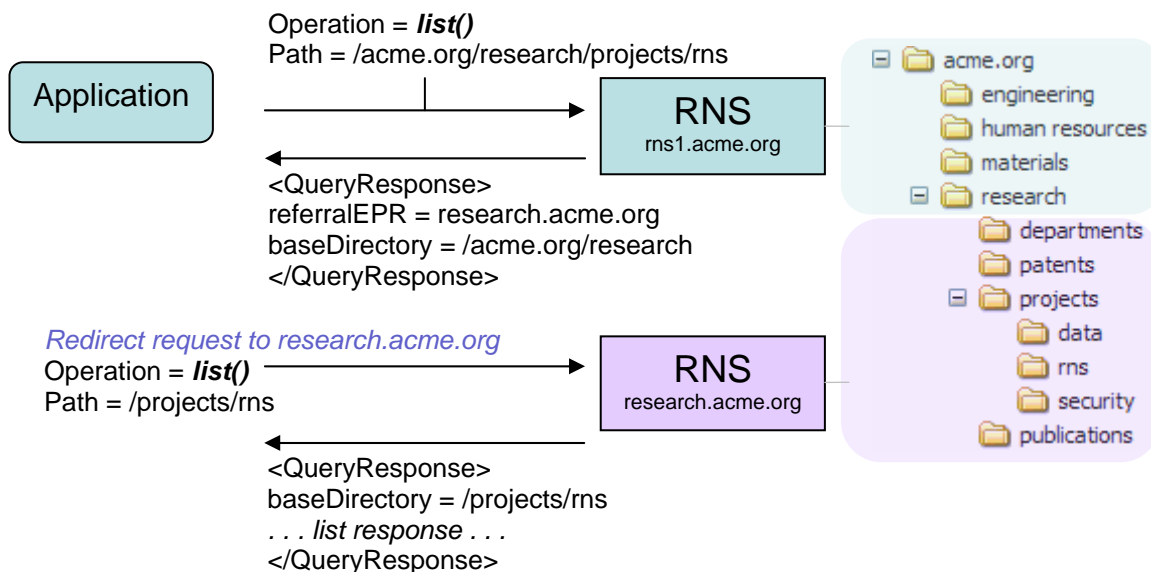 Operation = list()
Path = /acme.org/research/projects/rns
Application
RNS
rns1.acme.org
<QueryResponse>
referralEPR = research.acme.org
baseDirectory = /acme.org/research
</QueryResponse>
Redirect request to research.acme.org
Operation = list()
Path = /projects/rns
RNS
research.acme.org
<QueryResponse>
baseDirectory = /projects/rns
. . . list response . . .
</QueryResponse>
acme.org
engineering
human resources
materials
research
departments
patents
projects
data
rns
security
publications